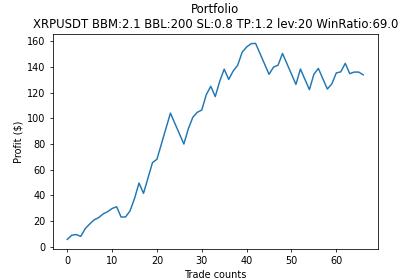 Portfolio
XRPUSDT BBM:2.1 BBL:200 SL:0.8 TP:1.2 lev:20 WinRatio:69.0
160
140
120
100
80
60
40
20
0
Profit ($)
0 10 20 30 40 50 60
Trade counts